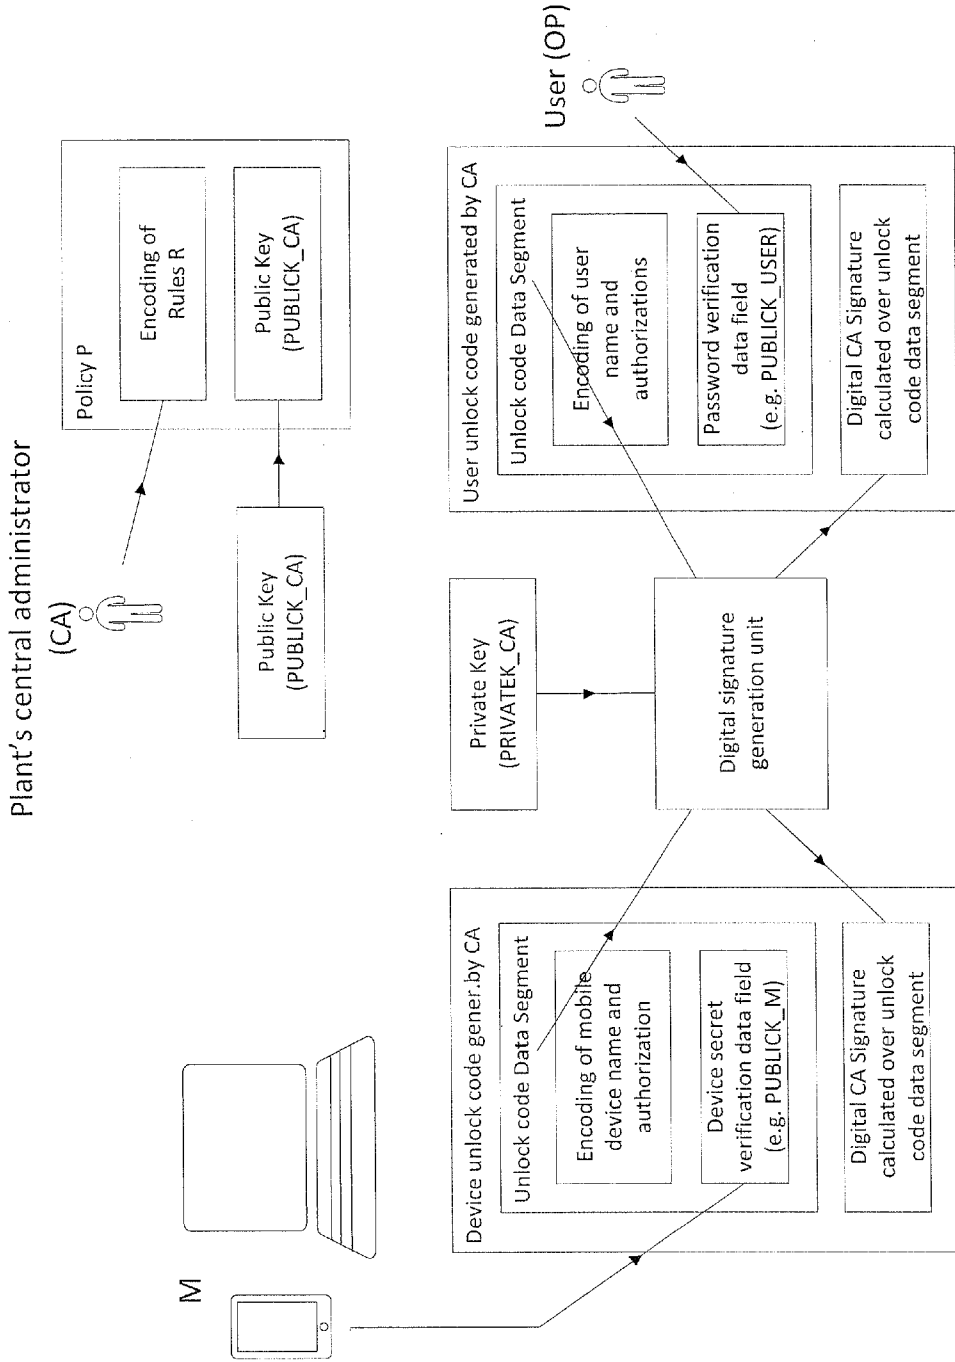 Plant's central administrator
(CA)
Policy P
Encoding of
Rules R
Public Key
(PUBLICK_CA)
Public Key
(PUBLICK_CA)
M
Device unlock code gener.by CA
Unlock code Data Segment
Encoding of mobile
device name and
authorization
Device secret
verification data field
(e.g. PUBLICK_M)
Digital CA Signature
calculated over unlock
code data segment
Private Key
(PRIVATEK_CA)
Digital signature
generation unit
User unlock code generated by CA
Unlock code Data Segment
Encoding of user
name and
authorizations
Password verification
data field
(e.g. PUBLICK_USER)
Digital CA Signature
calculated over unlock
code data segment
User (OP)